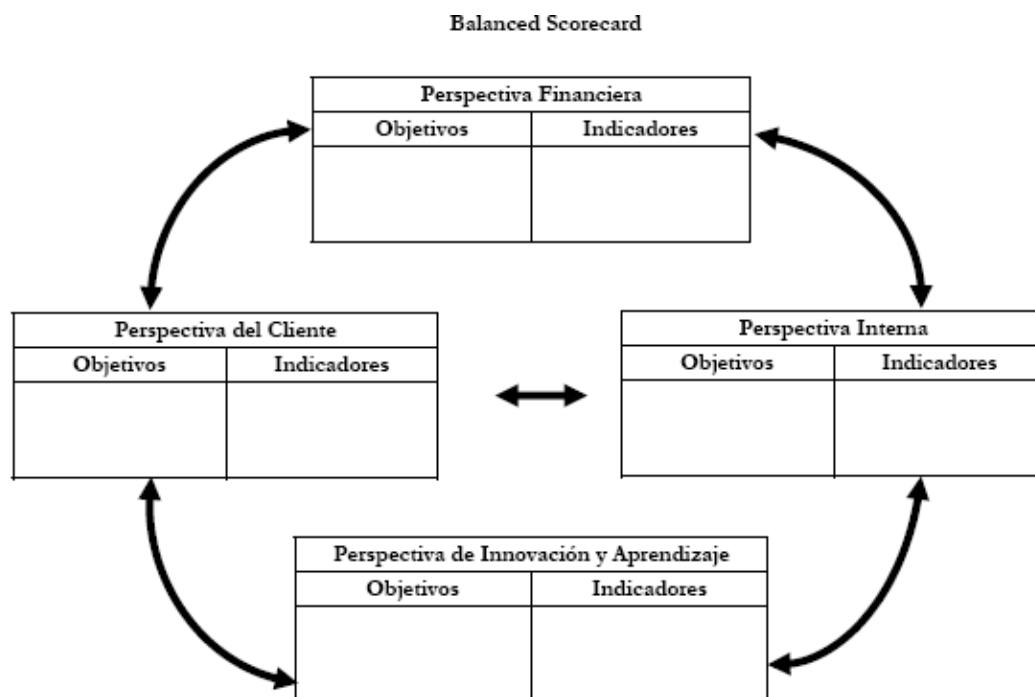 Balanced Scorecard
Perspectiva Financiera
Objetivos Indicadores
Perspectiva del Cliente
Objetivos Indicadores
Perspectiva Interna
Objetivos Indicadores
Perspectiva de Innovación y Aprendizaje
Objetivos Indicadores